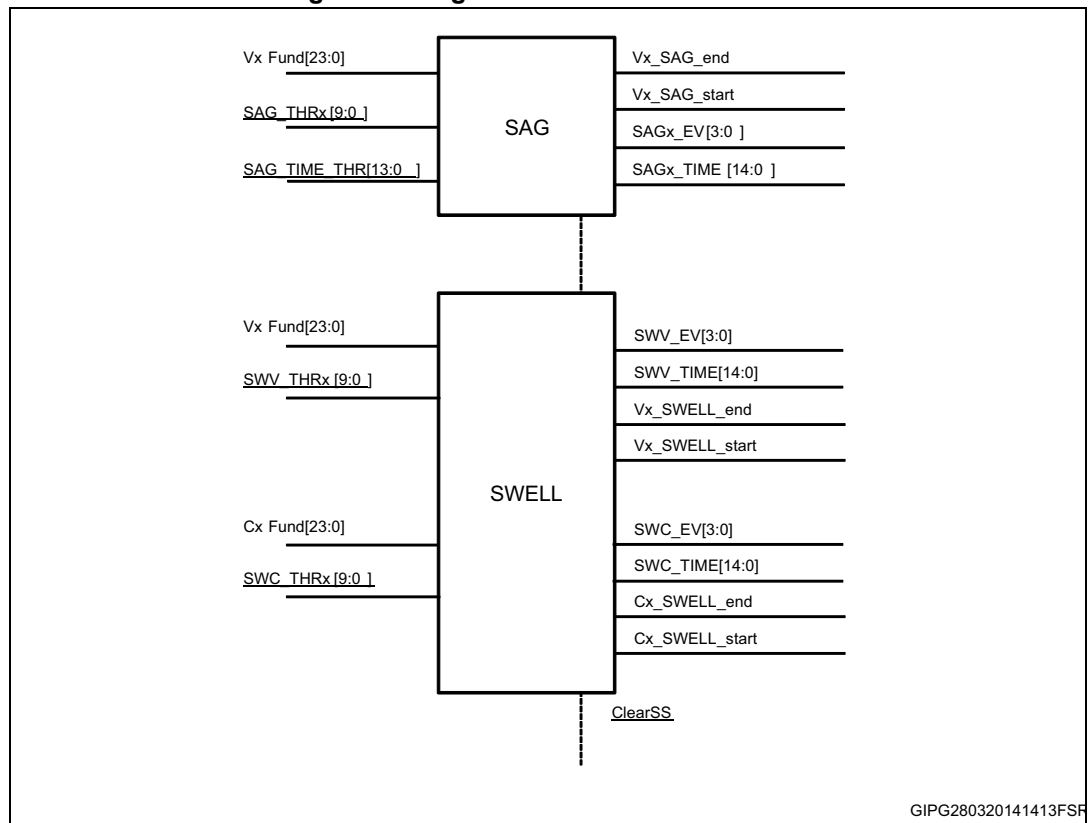 Vx Fund[23:0]
SAG_THRx [9:0 ]
SAG_TIME_THR[13:0 ]
SAG
Vx_SAG_end
Vx_SAG_start
SAGx_EV[3:0 ]
SAGx_TIME [14:0 ]
Vx Fund[23:0]
SWV_THRx [9:0 ]
Cx Fund[23:0]
SWC_THRx [9:0 ]
SWELL
SWV_EV[3:0]
SWV_TIME[14:0]
Vx_SWELL_end
Vx_SWELL_start
SWC_EV[3:0]
SWC_TIME[14:0]
Cx_SWELL_end
Cx_SWELL_start
ClearSS
GIPG280320141413FSR